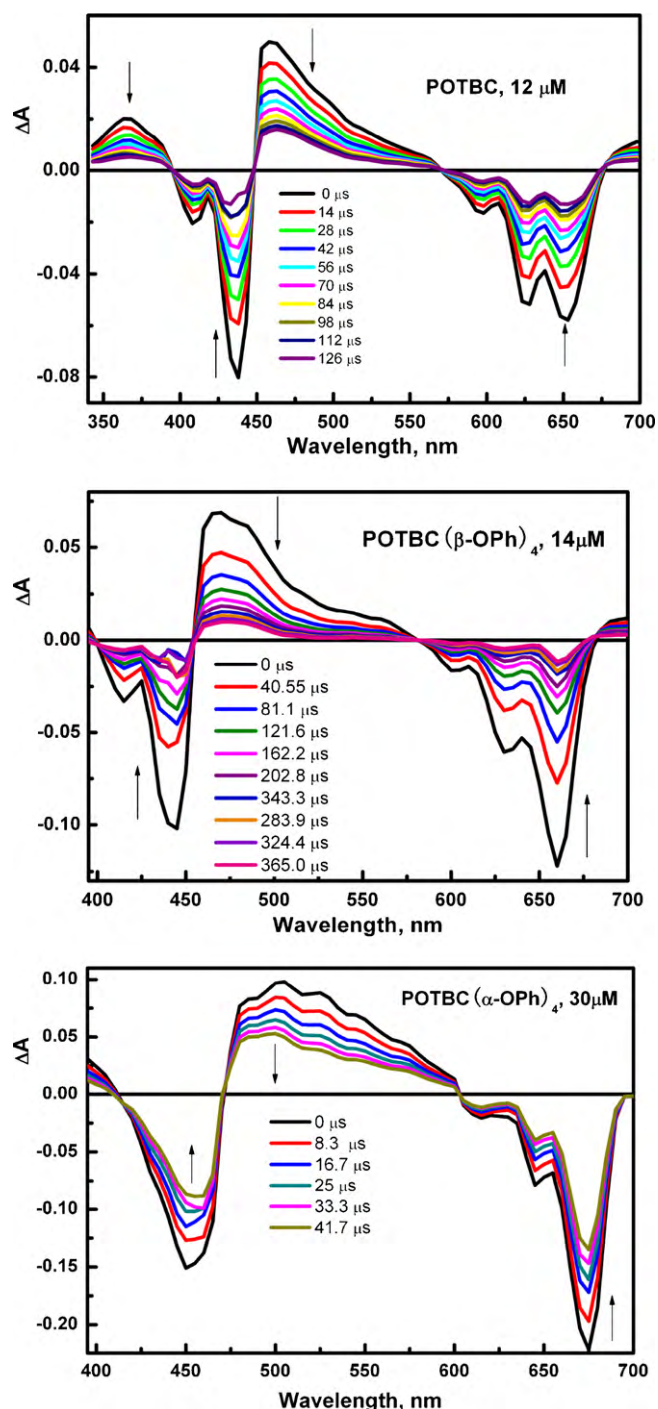 ΔA
0.04
0.00
-0.04
-0.08
POTBC, 12 μM
0 μs
14 μs
28 μs
42 μs
56 μs
70 μs
84 μs
98 μs
112 μs
126 μs
350 400 450 500 550 600 650 700
Wavelength, nm
ΔA
0.05
0.00
-0.05
-0.10
POTBC (β-OPh)4, 14μM
0 μs
40.55 μs
81.1 μs
121.6 μs
162.2 μs
202.8 μs
343.3 μs
283.9 μs
324.4 μs
365.0 μs
400 450 500 550 600 650 700
Wavelength, nm
ΔA
0.10
0.05
0.00
-0.05
-0.10
-0.15
-0.20
POTBC (α-OPh)4, 30μM
0 μs
8.3 μs
16.7 μs
25 μs
33.3 μs
41.7 μs
400 450 500 550 600 650 700
Wavelength, nm